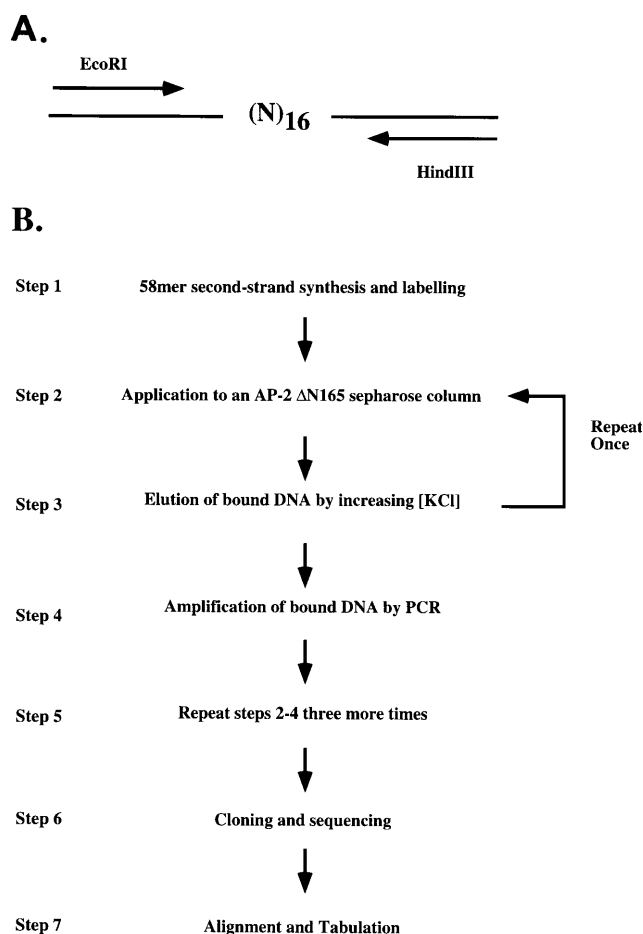 A.
EcoRI
(N)16
HindIII
B.
Step 1 58mer second-strand synthesis and labelling
Step 2 Application to an AP-2 ΔN165 sepharose column
Repeat
Once
Step 3 Elution of bound DNA by increasing [KCl]
Step 4 Amplification of bound DNA by PCR
Step 5 Repeat steps 2-4 three more times
Step 6 Cloning and sequencing
Step 7 Alignment and Tabulation